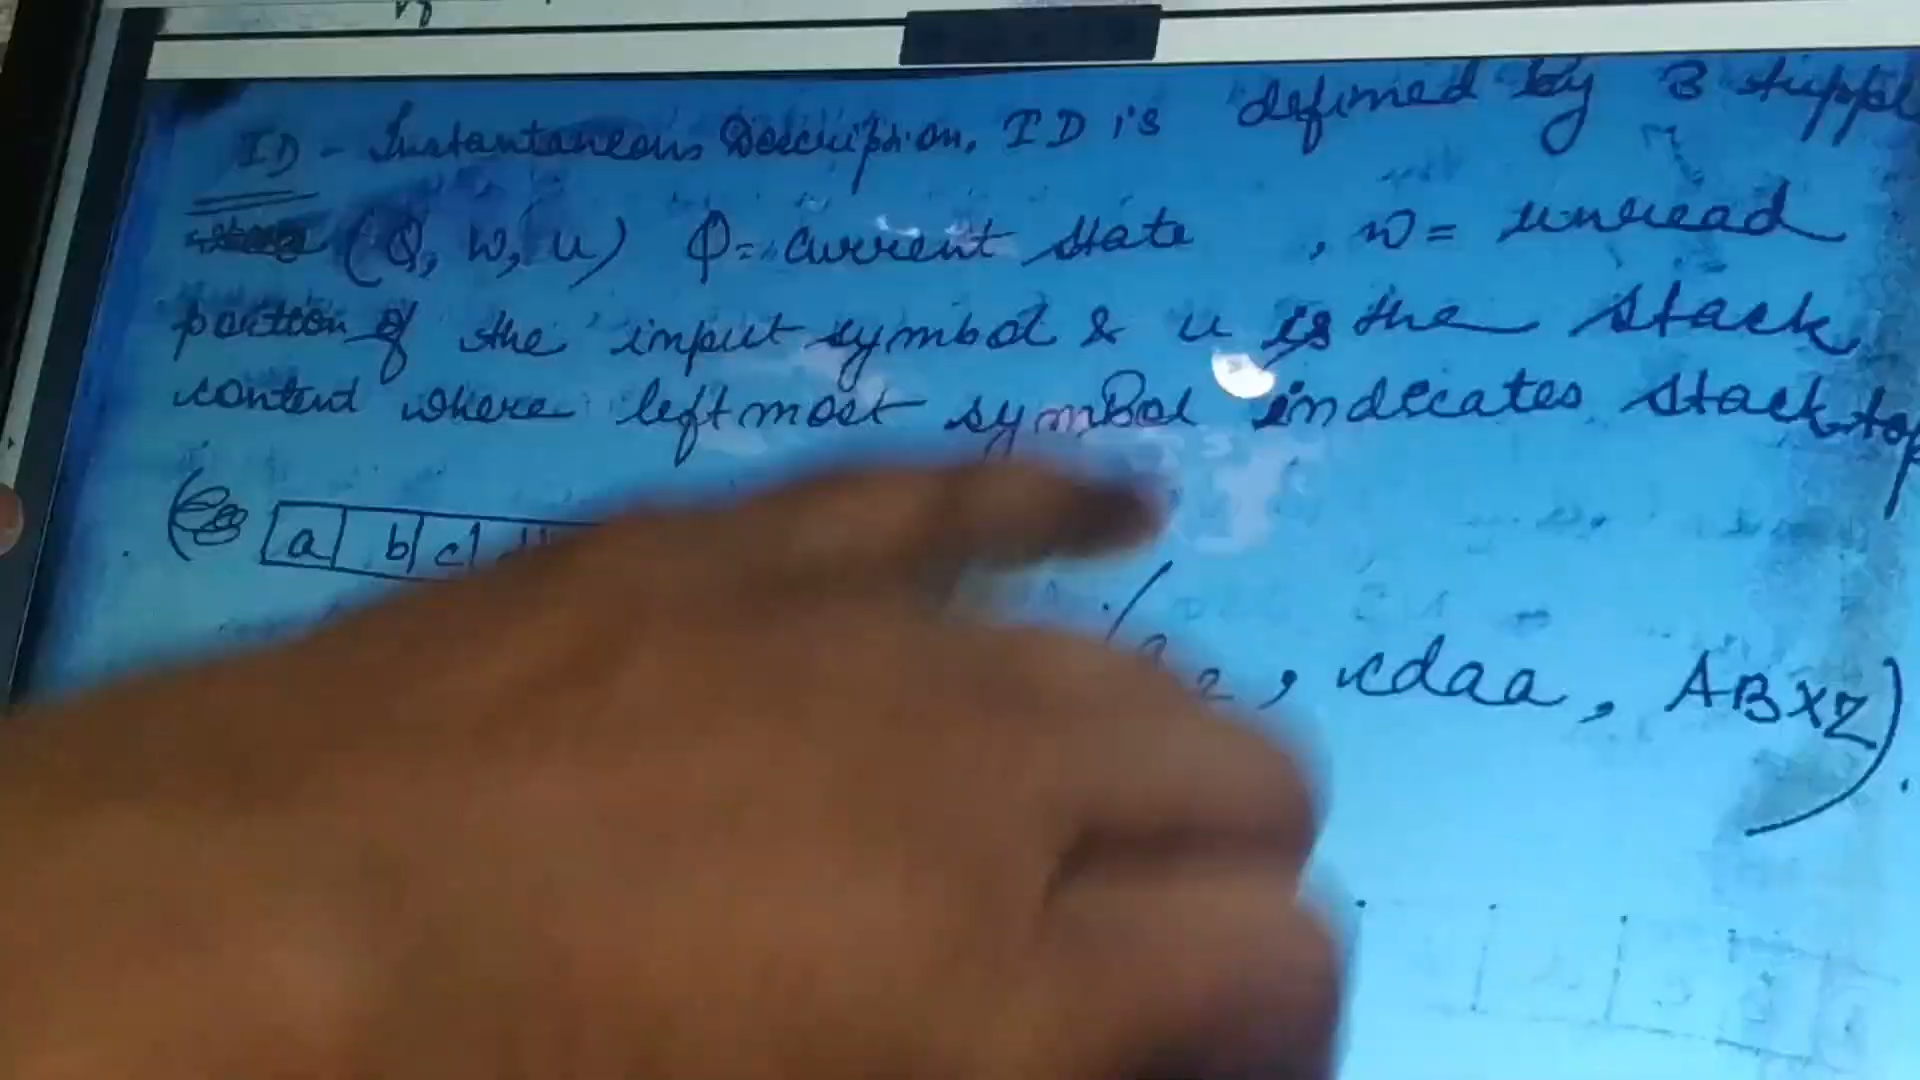 ID - Instantaneous Description. ID is defined by 3 tupple
(Q, w, u) Q = current state , w = unread
portion of the input symbol & u is the stack
content where leftmost symbol indicates stack top
a b c d
2 , cdaa , ABXZ) .